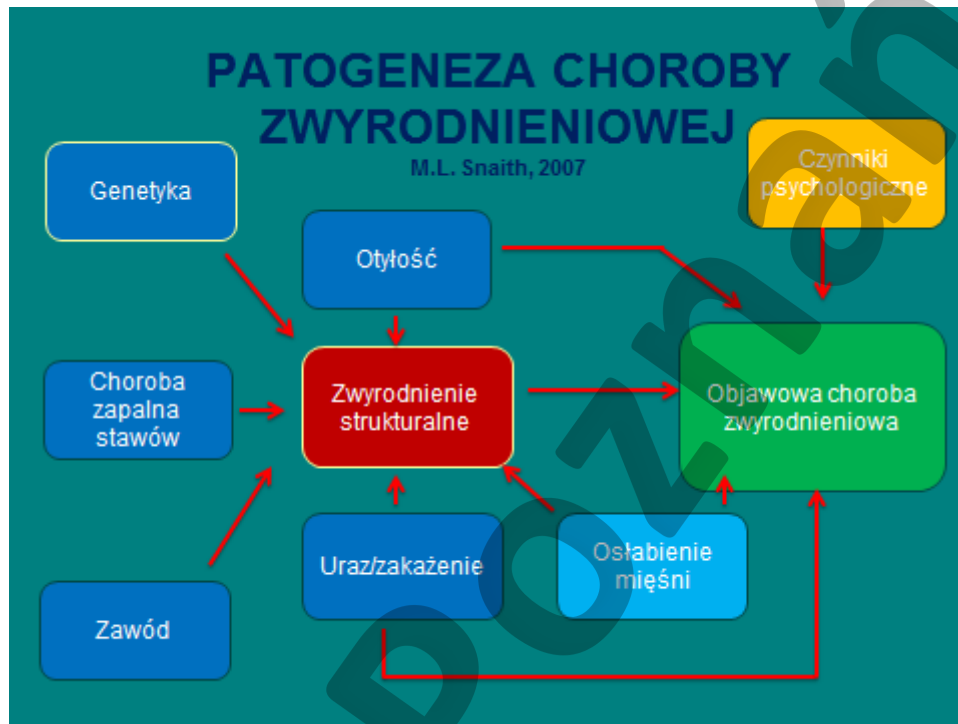 PATOGENEZA CHOROBY
ZWYRODNIENIOWEJ
M.L. Snaith, 2007
Genetyka
Otyłość
Czynniki
psychologiczne
Choroba
zapalna
stawów
Zwyrodnienie
strukturalne
Objawowa choroba
zwyrodnieniowa
Uraz/zakażenie
Osłabienie
mięśni
Zawód
Poznań